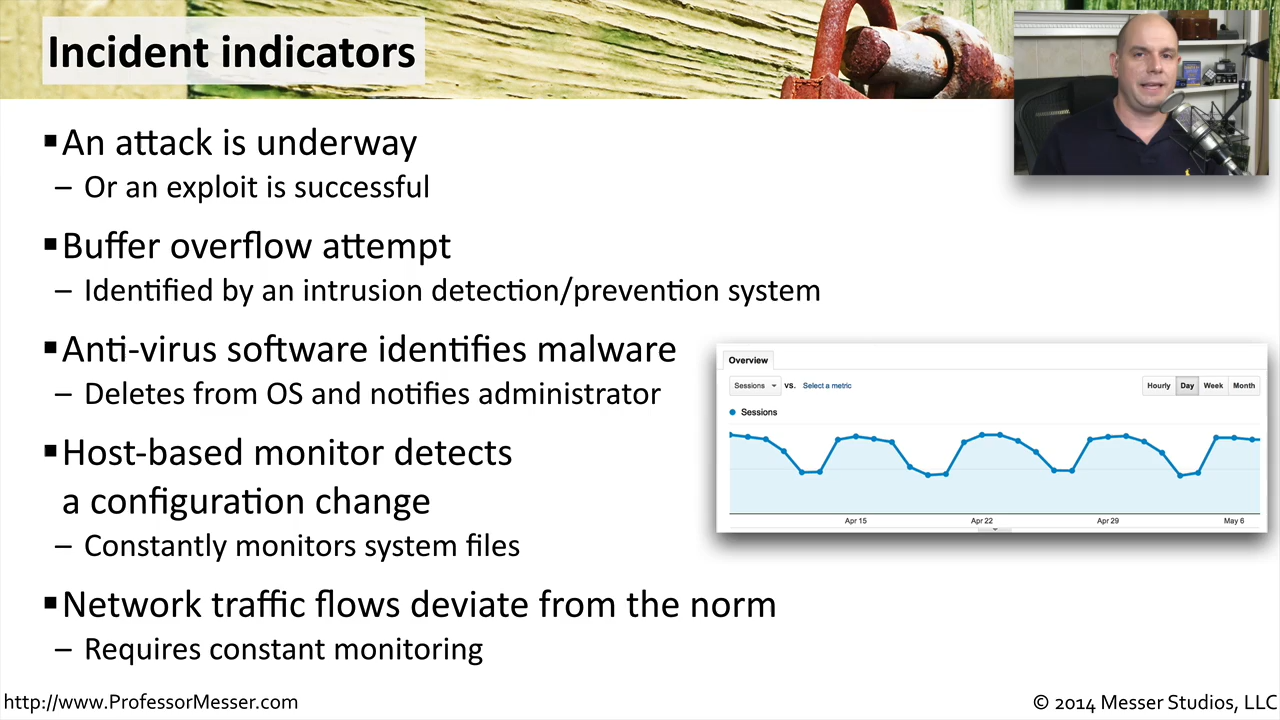 Incident indicators
▪An attack is underway
– Or an exploit is successful
▪Buffer overflow attempt
– Identified by an intrusion detection/prevention system
▪Anti-virus software identifies malware
– Deletes from OS and notifies administrator
▪Host-based monitor detects
a configuration change
– Constantly monitors system files
▪Network traffic flows deviate from the norm
– Requires constant monitoring
Overview
Sessions vs. Select a metric Hourly Day Week Month
Sessions
Apr 15 Apr 22 Apr 29 May 6
http://www.ProfessorMesser.com © 2014 Messer Studios, LLC